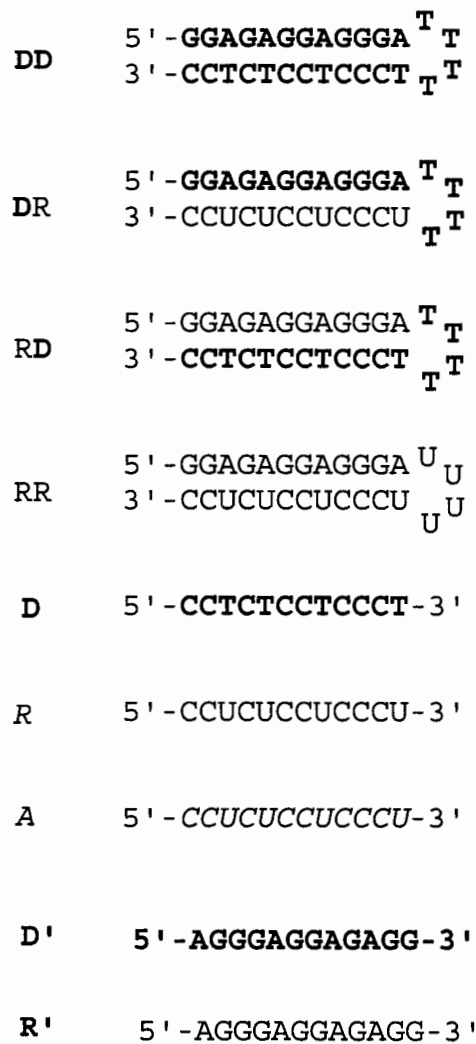 DD
5'-GGAGAGGAGGGA T T
3'-CCTCTCCTCCCT T T
DR
5'-GGAGAGGAGGGA T T
3'-CCUCUCCUCCCU T T
RD
5'-GGAGAGGAGGGA T T
3'-CCTCTCCTCCCT T T
RR
5'-GGAGAGGAGGGA U U
3'-CCUCUCCUCCCU U U
D 5'-CCTCTCCTCCCT-3'
R 5'-CCUCUCCUCCCU-3'
A 5'-CCUCUCCUCCCU-3'
D' 5'-AGGGAGGAGAGG-3'
R' 5'-AGGGAGGAGAGG-3'